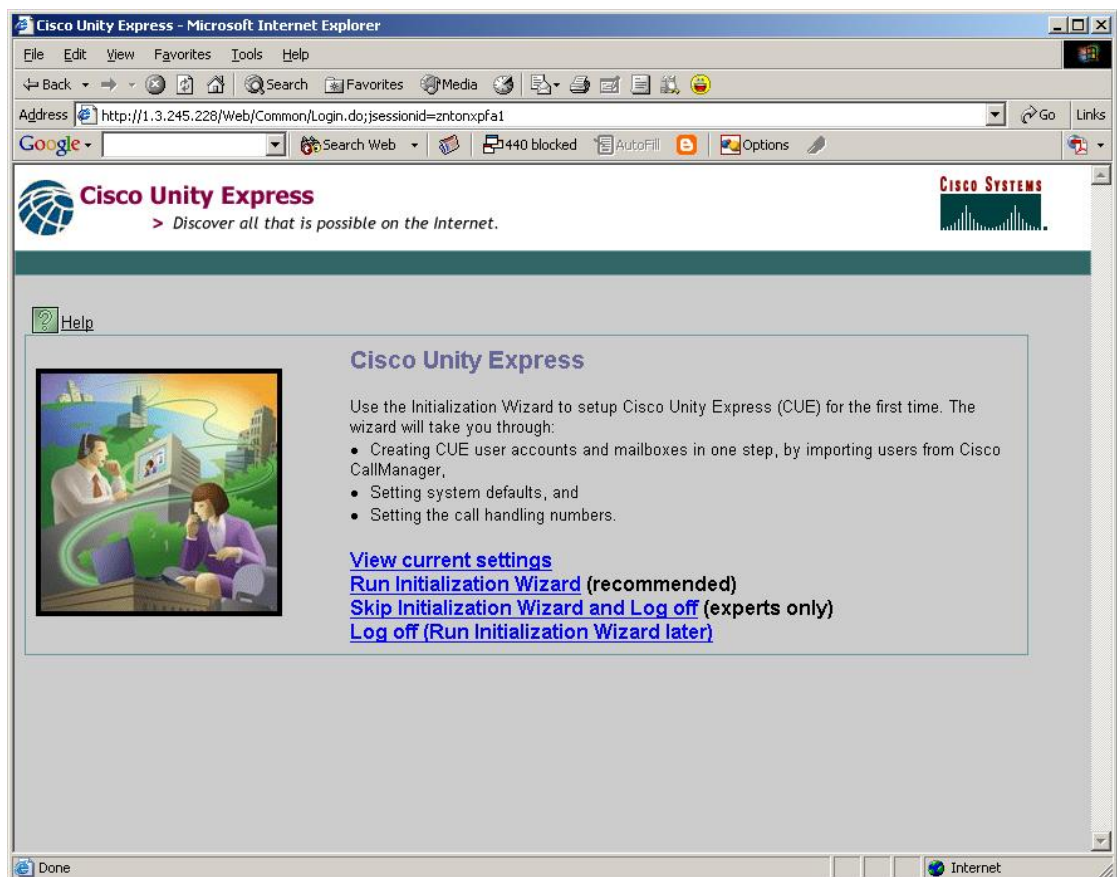 Cisco Unity Express - Microsoft Internet Explorer
File Edit View Favorites Tools Help
Back Search Favorites Media
Address http://1.3.245.228/Web/Common/Login.do;jsessionid=zntonxpfa1 Go Links
Google Search Web 440 blocked AutoFill Options
Cisco Unity Express
> Discover all that is possible on the Internet.
CISCO SYSTEMS
Help
Cisco Unity Express
Use the Initialization Wizard to setup Cisco Unity Express (CUE) for the first time. The
wizard will take you through:
• Creating CUE user accounts and mailboxes in one step, by importing users from Cisco
CallManager,
• Setting system defaults, and
• Setting the call handling numbers.
View current settings
Run Initialization Wizard (recommended)
Skip Initialization Wizard and Log off (experts only)
Log off (Run Initialization Wizard later)
Done Internet